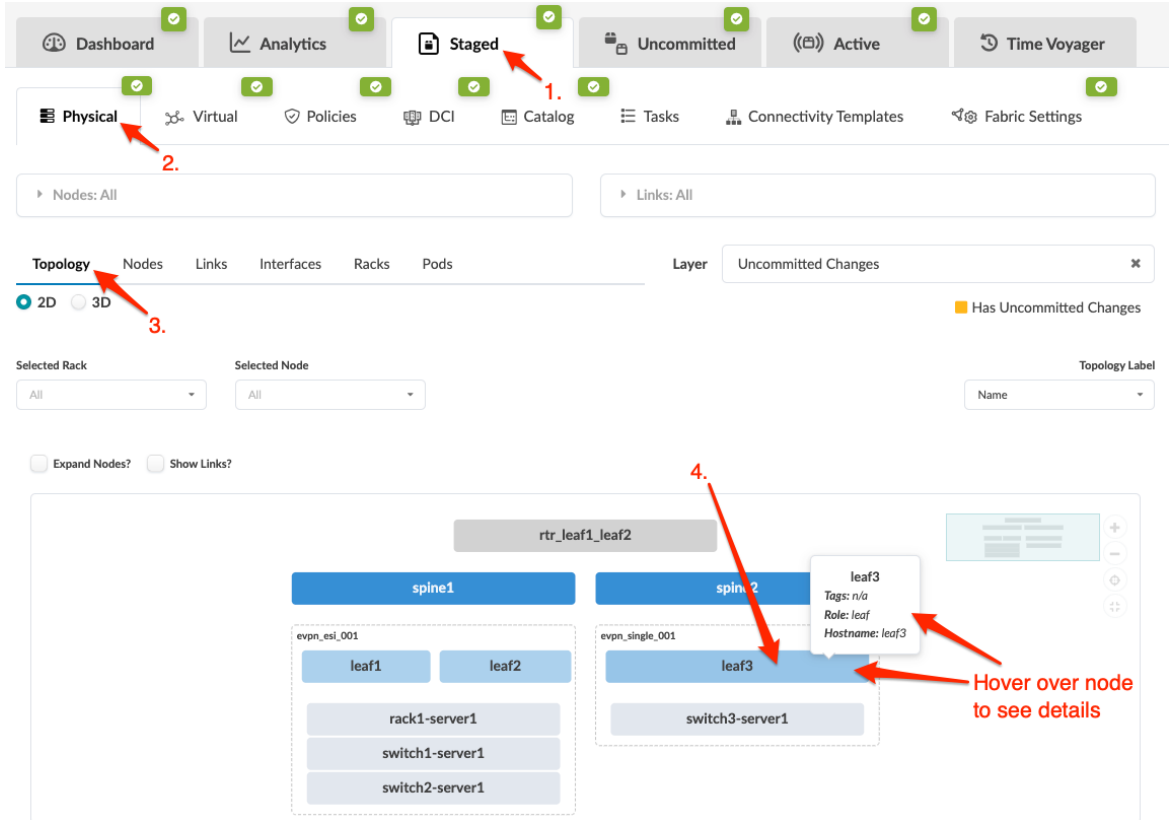 Dashboard
Analytics
Staged
Uncommitted
Active
Time Voyager
1.
Physical
Virtual
Policies
DCI
Catalog
Tasks
Connectivity Templates
Fabric Settings
2.
Nodes: All
Links: All
Topology
Nodes
Links
Interfaces
Racks
Pods
Layer
Uncommitted Changes
2D
3D
3.
Has Uncommitted Changes
Selected Rack
Selected Node
Topology Label
All
All
Name
Expand Nodes?
Show Links?
4.
rtr_leaf1_leaf2
spine1
spine2
leaf3
Tags: n/a
Role: leaf
Hostname: leaf3
evpn_esi_001
evpn_single_001
leaf1
leaf2
leaf3
Hover over node
to see details
rack1-server1
switch3-server1
switch1-server1
switch2-server1